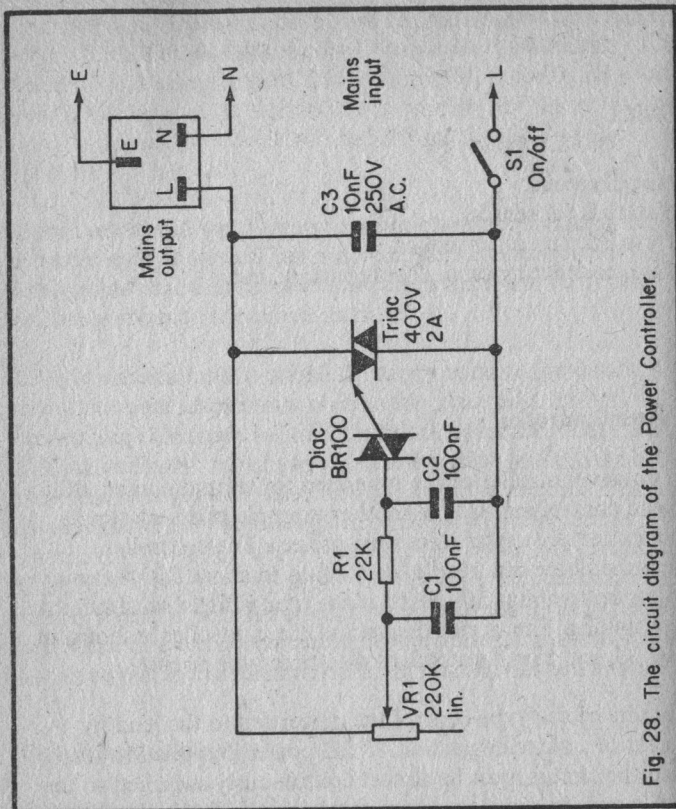 E
N
Mains
input
L
E
L
N
Mains
output
C3
10nF
250V
A.C.
S1
On/off
Triac
400V
2A
Diac
BR100
R1
22K
C2
100nF
C1
100nF
VR1
220K
lin.
Fig. 28. The circuit diagram of the Power Controller.